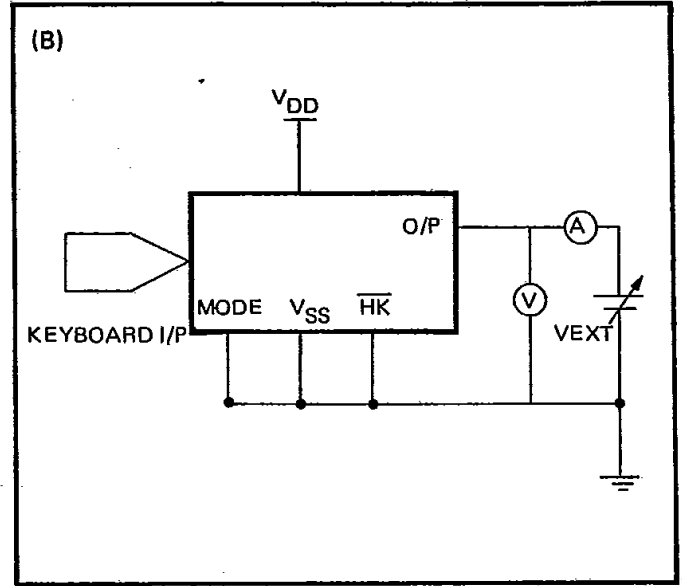 (B)
VDD
O/P
A
MODE VSS HK
V
KEYBOARD I/P
VEXT